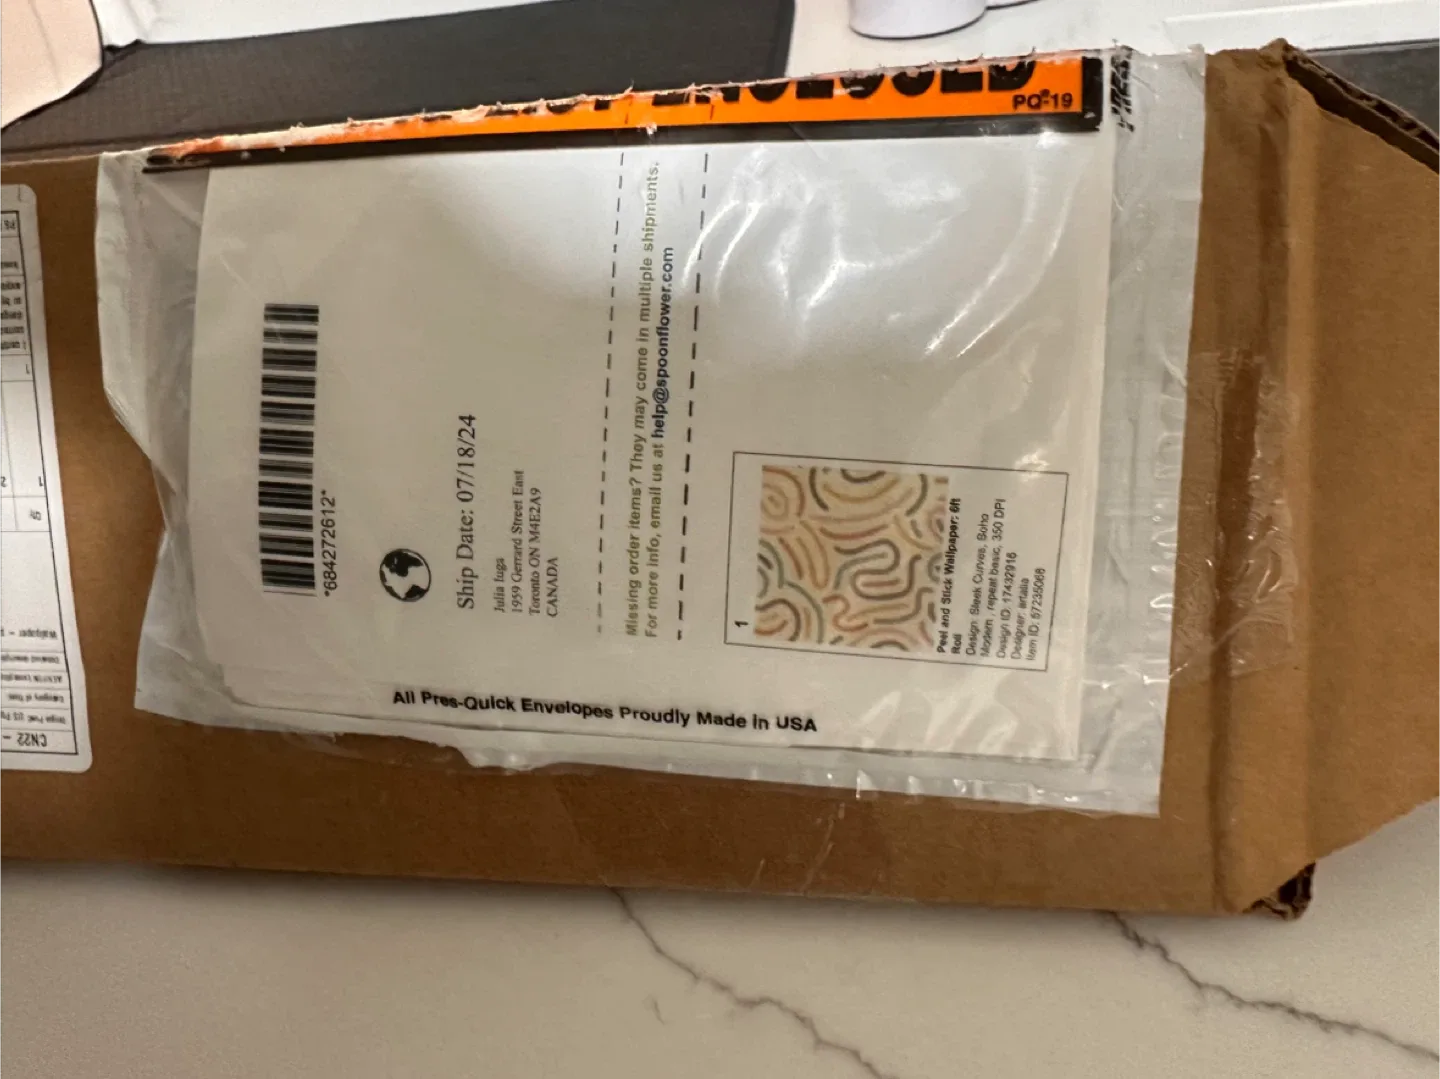 ENCLOSED
PQ-19
*684272612*
Ship Date: 07/18/24
Julia Iuga
1959 Gerrard Street East
Toronto ON M4E2A9
CANADA
Missing order items? They may come in multiple shipments.
For more info, email us at help@spoonflower.com
1
Peel and Stick Wallpaper: 6ft
Roll
Design: Sleek Curves, Boho
Modern, repeat basic, 350 DPI
Design ID: 17432916
Designer: artalia
Item ID: 57235068
All Pres-Quick Envelopes Proudly Made in USA
CN22 -